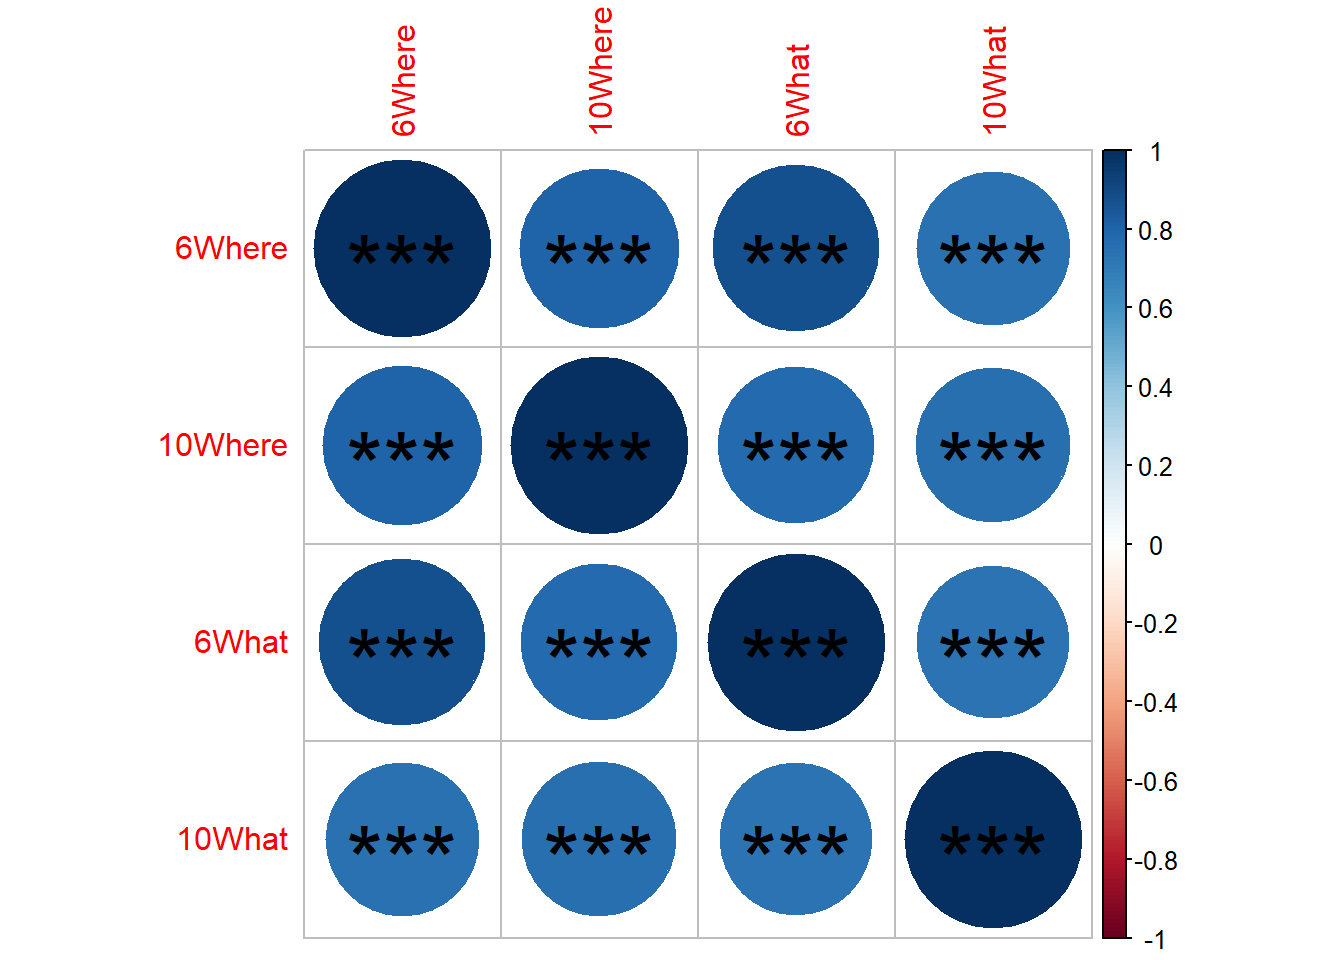 6Where 10Where 6What 10What
6Where *** *** *** ***
10Where *** *** *** ***
6What *** *** *** ***
10What *** *** *** ***
1
0.8
0.6
0.4
0.2
0
-0.2
-0.4
-0.6
-0.8
-1